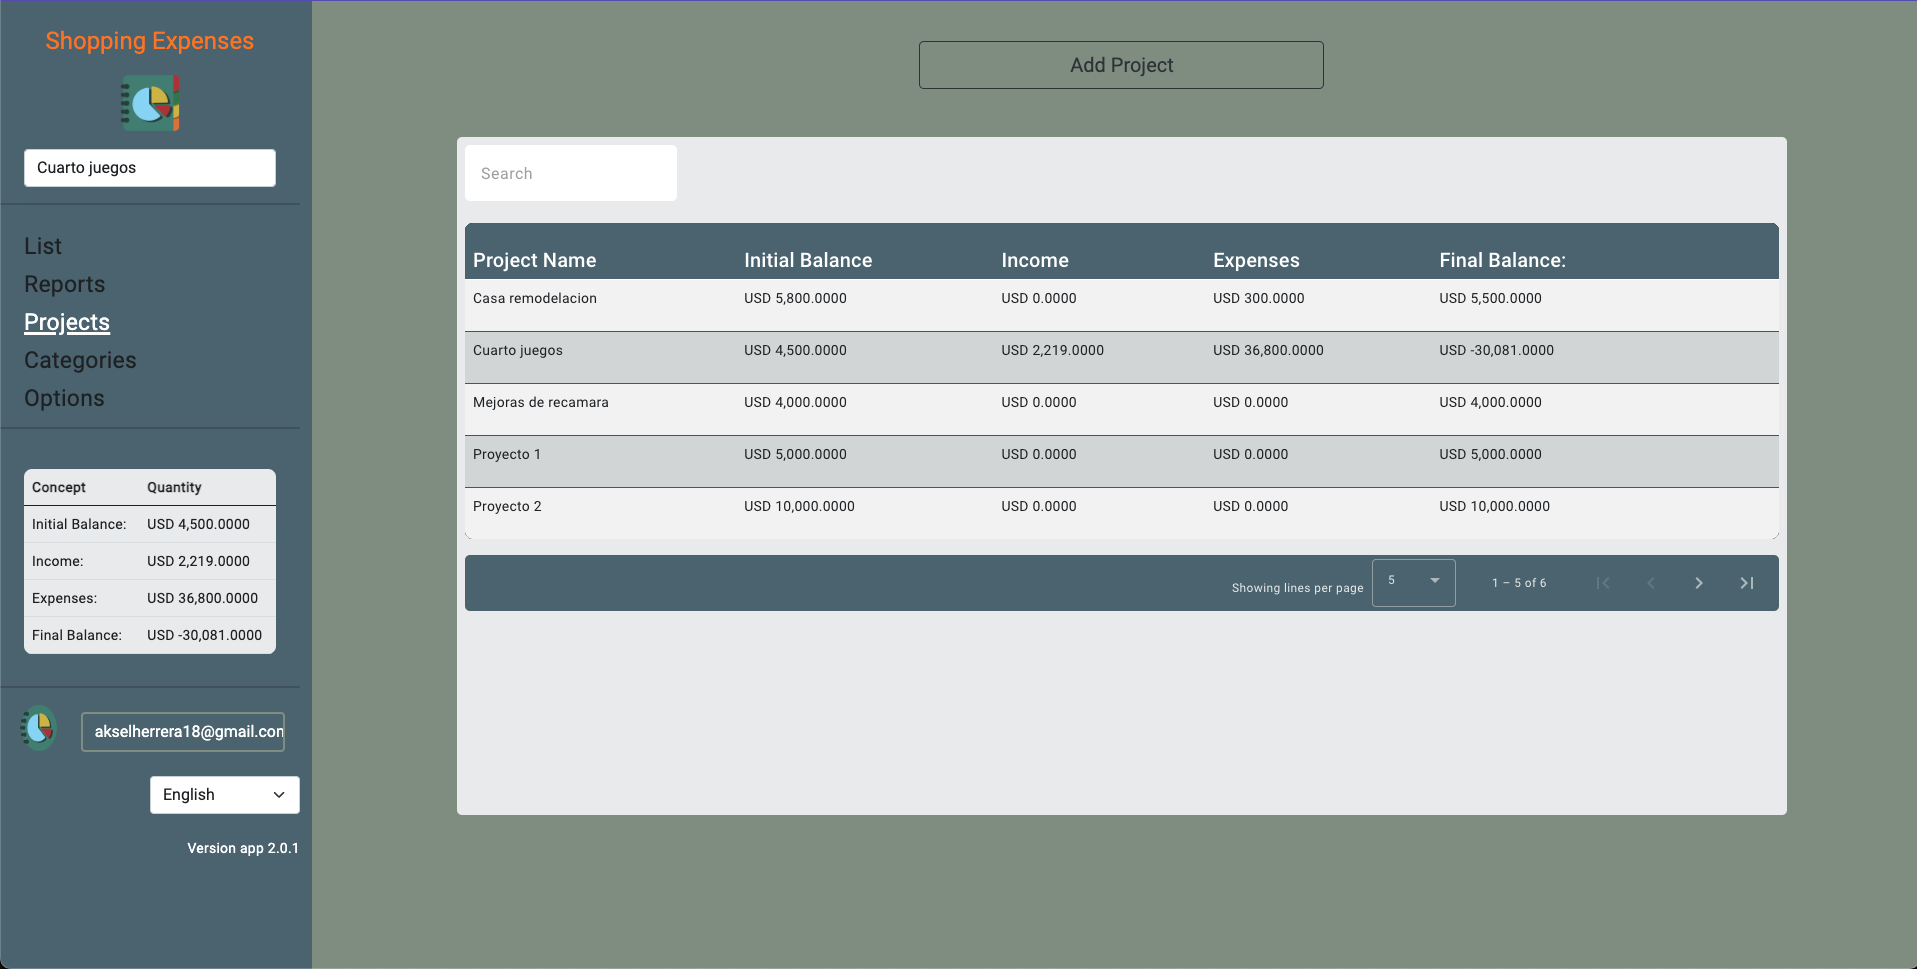 Shopping Expenses
Cuarto juegos
List
Reports
Projects
Categories
Options
Concept Quantity
Initial Balance: USD 4,500.0000
Income: USD 2,219.0000
Expenses: USD 36,800.0000
Final Balance: USD -30,081.0000
akselherrera18@gmail.con
English
Version app 2.0.1
Add Project
Search
Project Name Initial Balance Income Expenses Final Balance:
Casa remodelacion USD 5,800.0000 USD 0.0000 USD 300.0000 USD 5,500.0000
Cuarto juegos USD 4,500.0000 USD 2,219.0000 USD 36,800.0000 USD -30,081.0000
Mejoras de recamara USD 4,000.0000 USD 0.0000 USD 0.0000 USD 4,000.0000
Proyecto 1 USD 5,000.0000 USD 0.0000 USD 0.0000 USD 5,000.0000
Proyecto 2 USD 10,000.0000 USD 0.0000 USD 0.0000 USD 10,000.0000
Showing lines per page 5 1 – 5 of 6